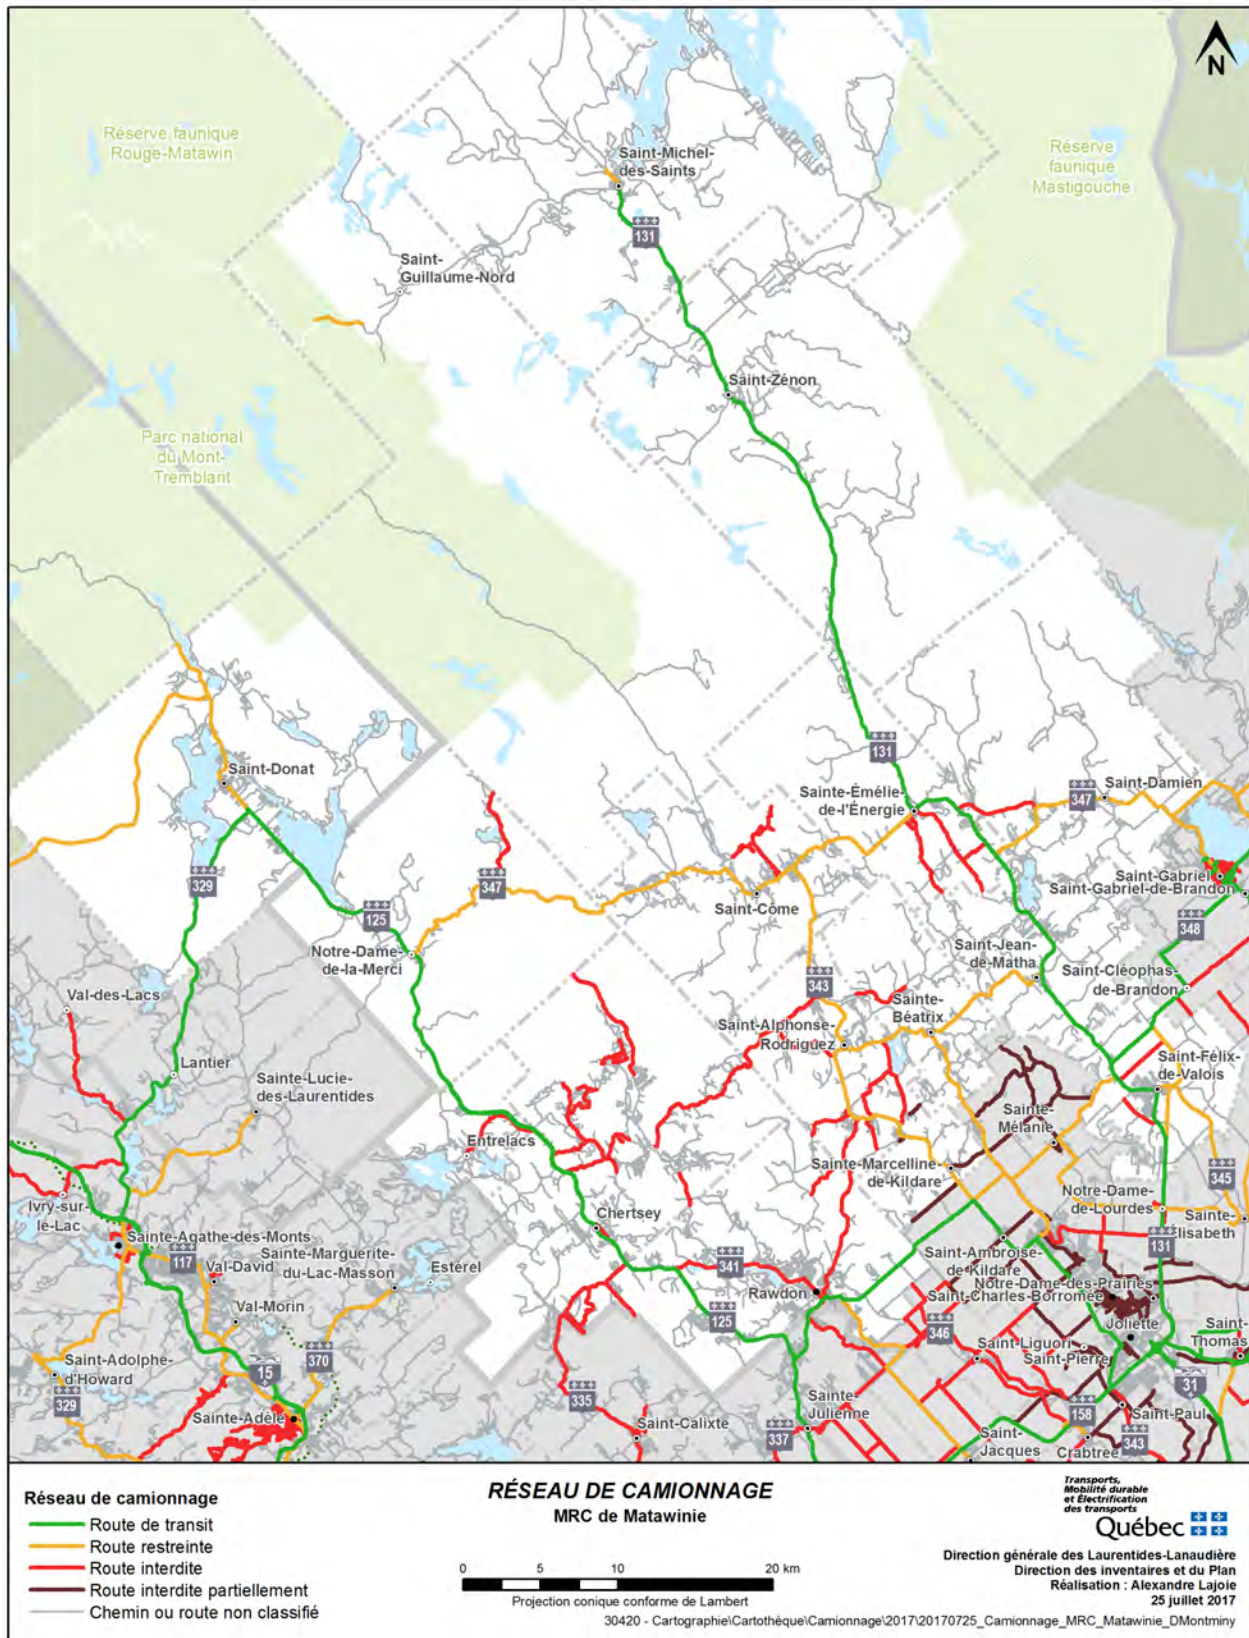 N
Réserve faunique
Rouge-Matawin
Saint-Michel-
des-Saints
Réserve
faunique
Mastigouche
131
Saint-
Guillaume-Nord
Saint-Zénon
Parc national
du Mont-
Tremblant
131
Saint-Donat
Sainte-Émélie-
de-l'Énergie
347
Saint-Damien
329
347
Saint-Gabriel
Saint-Gabriel-de-Brandon
125
Saint-Côme
348
Notre-Dame-
de-la-Merci
Saint-Jean-
de-Matha
Saint-Cléophas-
de-Brandon
Val-des-Lacs
343
Sainte-
Béatrix
Saint-Alphonse-
Rodriguez
Lantier
Saint-Félix-
de-Valois
Sainte-Lucie-
des-Laurentides
Sainte-
Mélanie
Entrelacs
Sainte-Marcelline-
de-Kildare
345
Ivry-sur-
le-Lac
Notre-Dame-
de-Lourdes
Sainte-
Elisabeth
Chertsey
Sainte-Agathe-des-Monts
131
117
Sainte-Marguerite-
du-Lac-Masson
Estérel
341
Saint-Ambroise-
de-Kildare
Val-David
Notre-Dame-des-Prairies
Rawdon
Saint-Charles-Borromée
Val-Morin
125
Joliette
346
Saint-
Thomas
Saint-Liguori
Saint-Pierre
370
15
Saint-Adolphe-
d'Howard
31
329
335
Sainte-
Julienne
158
Saint-Paul
Sainte-Adèle
Saint-Calixte
337
Saint-
Jacques
Crabtree
343
Réseau de camionnage
Route de transit
Route restreinte
Route interdite
Route interdite partiellement
Chemin ou route non classifié
RÉSEAU DE CAMIONNAGE
MRC de Matawinie
0 5 10 20 km
Projection conique conforme de Lambert
Transports,
Mobilité durable
et Électrification
des transports
Québec
Direction générale des Laurentides-Lanaudière
Direction des inventaires et du Plan
Réalisation : Alexandre Lajoie
25 juillet 2017
30420 - Cartographie\Cartothèque\Camionnage\2017\20170725_Camionnage_MRC_Matawinie_DMontminy